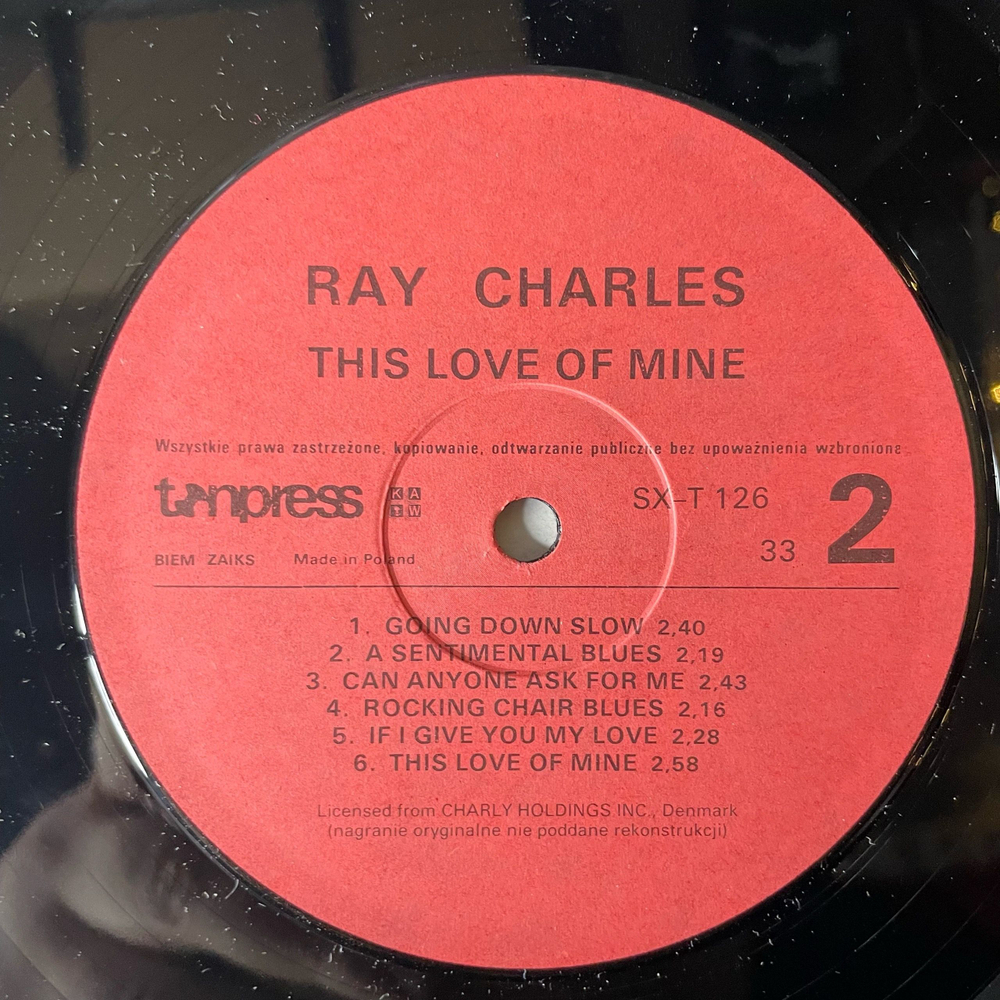 RAY CHARLES
THIS LOVE OF MINE
Wszystkie prawa zastrzeżone, kopiowanie, odtwarzanie publiczne bez upoważnienia wzbronione
tonpress KAW SX-T 126 2
BIEM ZAIKS Made in Poland 33
1. GOING DOWN SLOW 2,40
2. A SENTIMENTAL BLUES 2,19
3. CAN ANYONE ASK FOR ME 2,43
4. ROCKING CHAIR BLUES 2,16
5. IF I GIVE YOU MY LOVE 2,28
6. THIS LOVE OF MINE 2,58
Licensed from CHARLY HOLDINGS INC., Denmark
(nagranie oryginalne nie poddane rekonstrukcji)